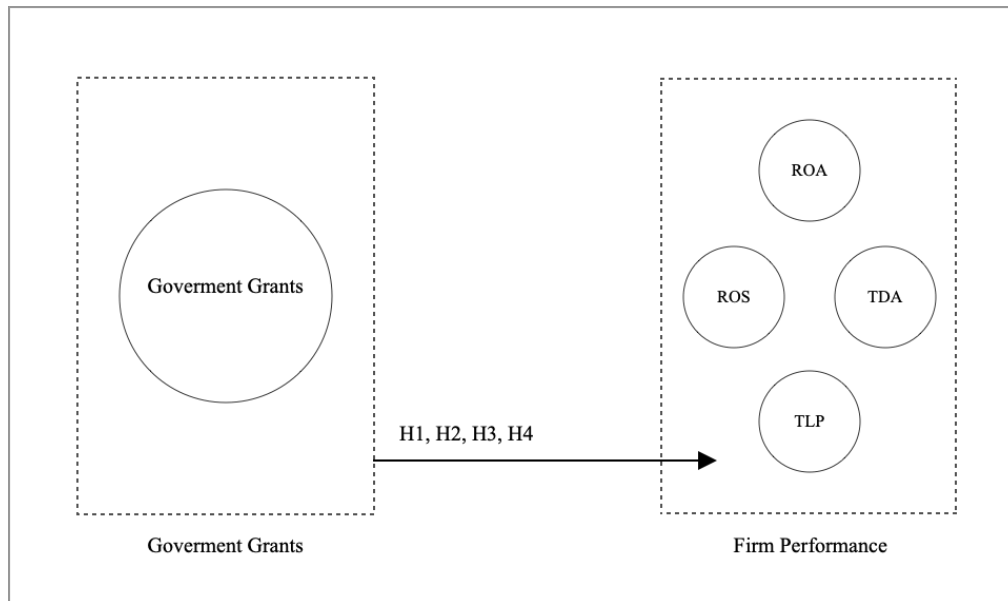 Goverment Grants
H1, H2, H3, H4
Goverment Grants
ROA
ROS
TDA
TLP
Firm Performance